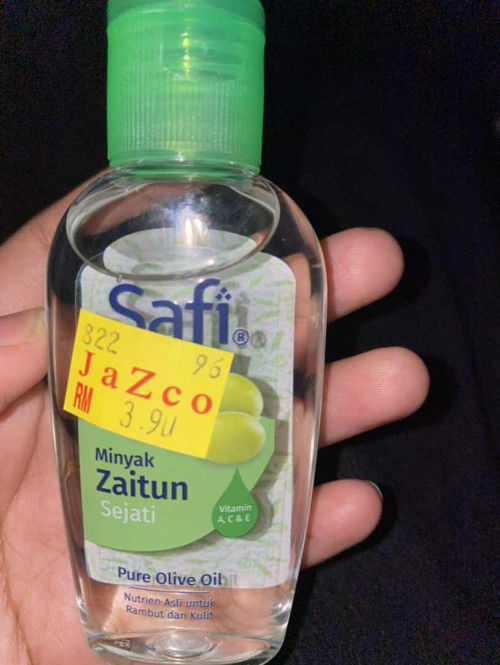 Safi®
822 96
JaZco
RM 3.90
Minyak
Zaitun
Sejati
Vitamin
A, C & E
Pure Olive Oil
Nutrien Asli untuk
Rambut dan Kulit